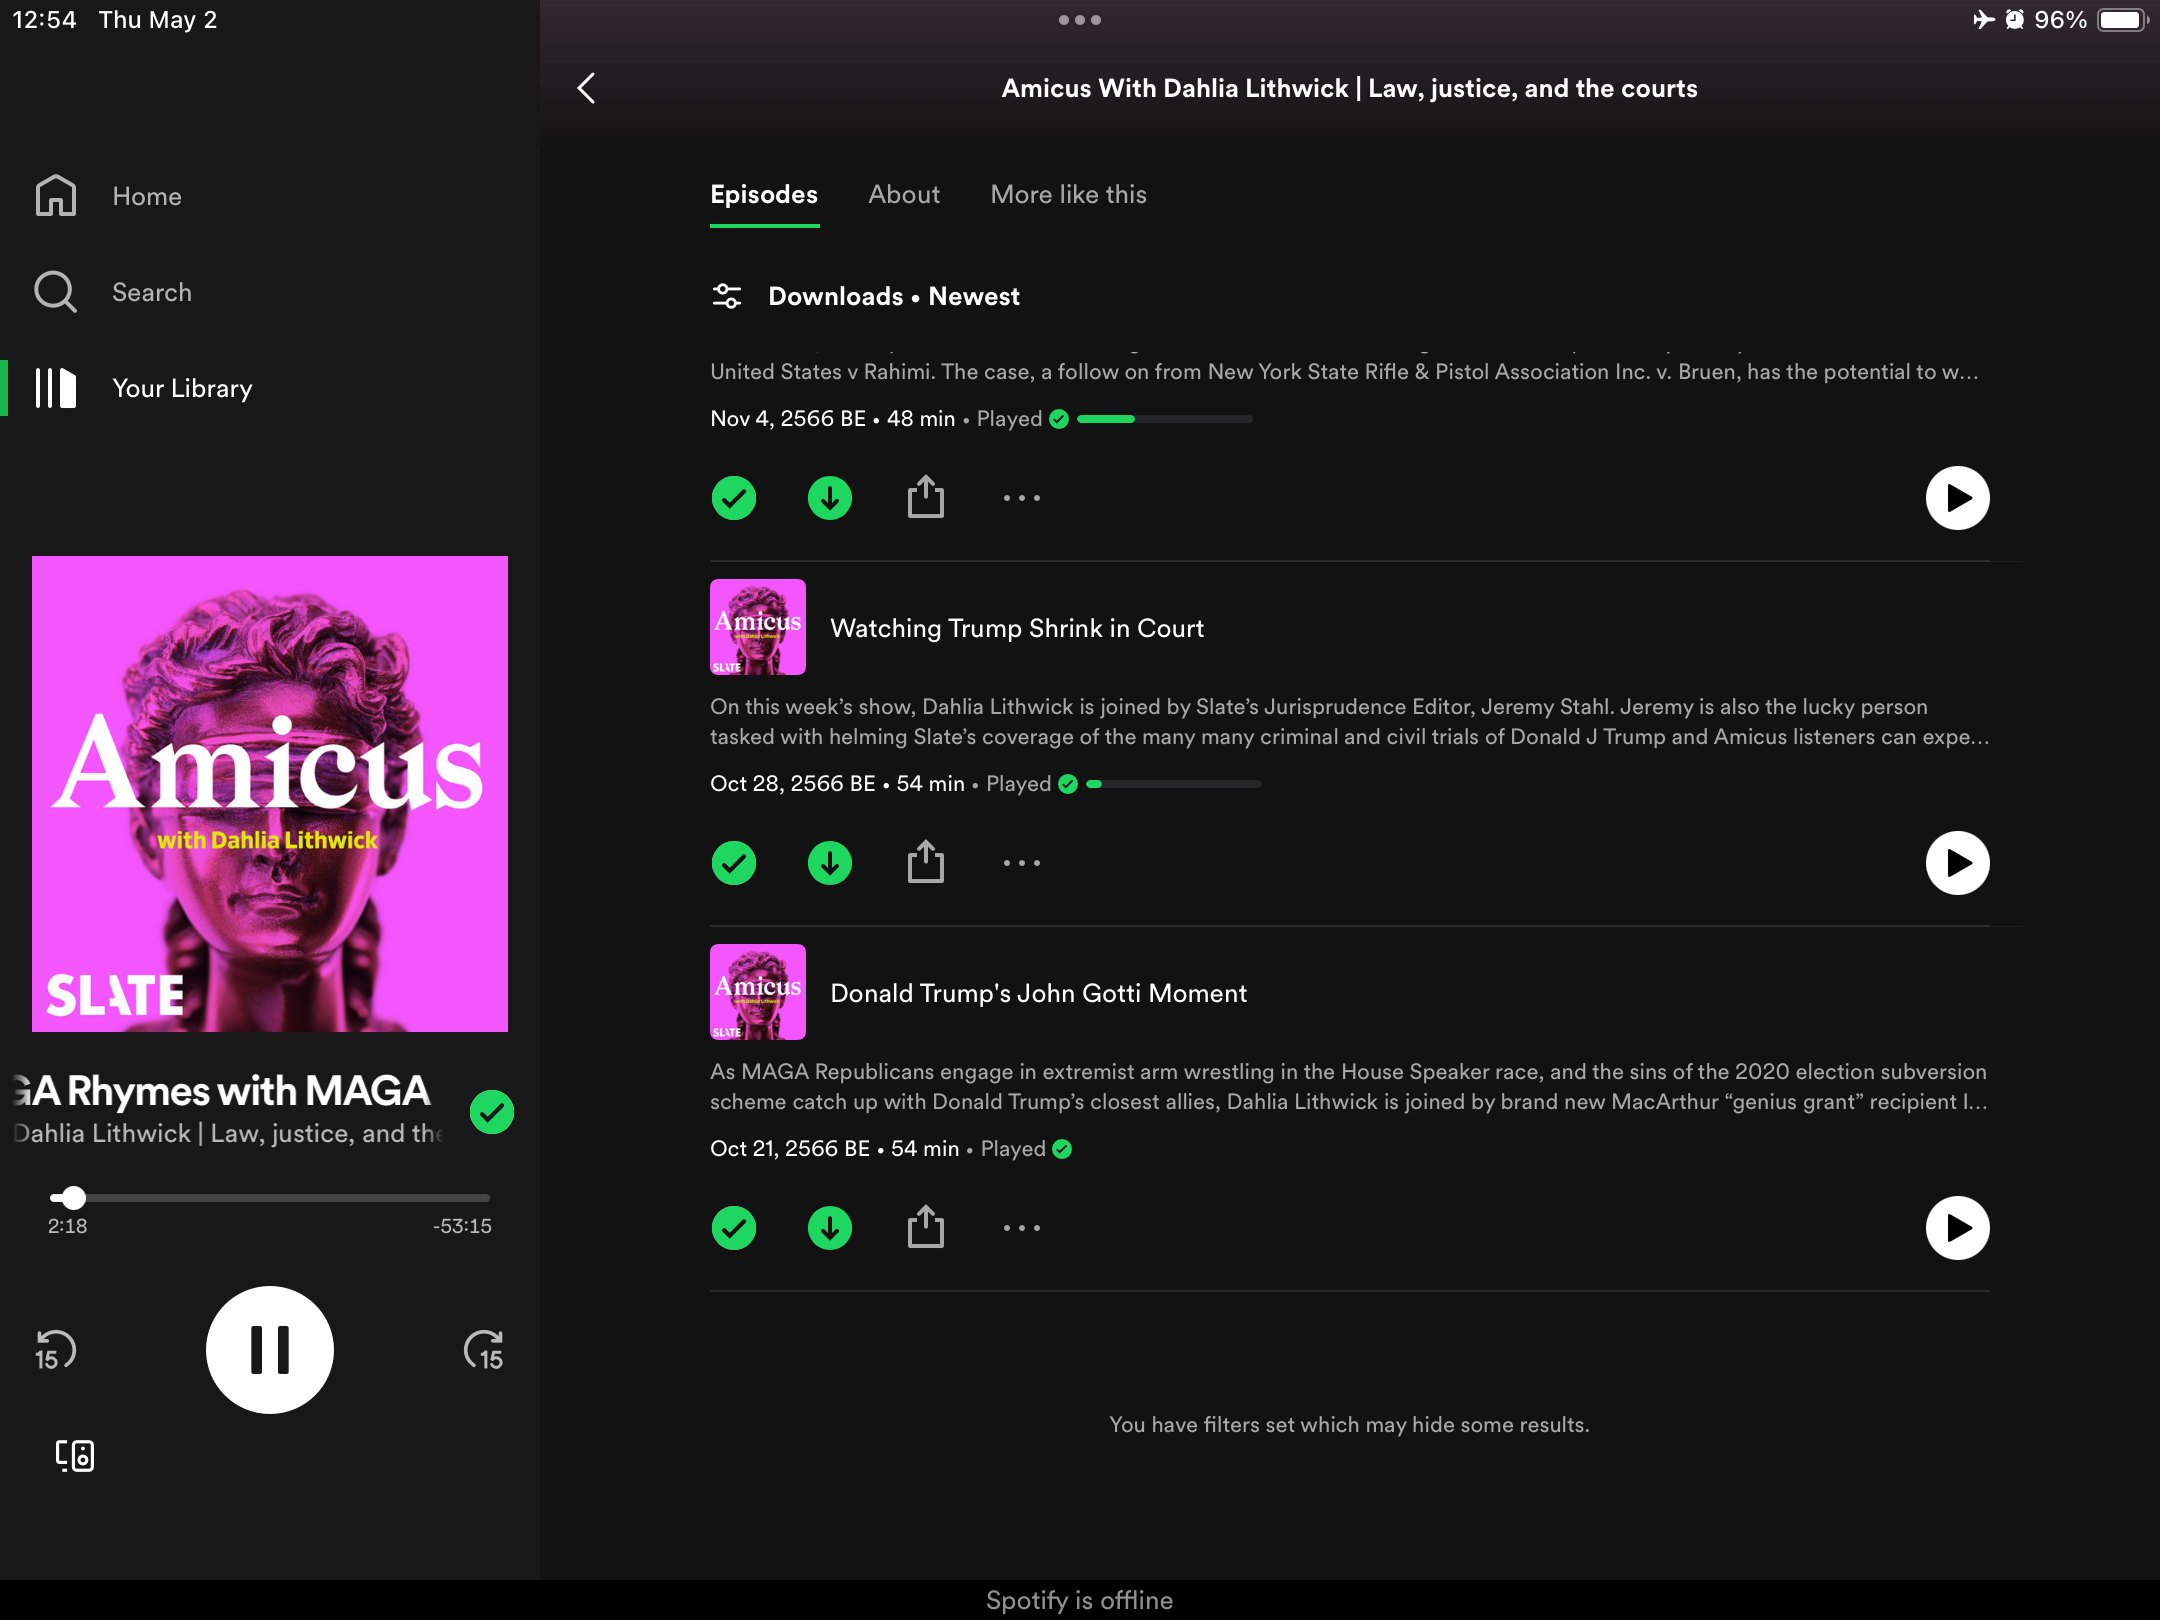 12:54 Thu May 2
96%
Home
Search
Your Library
Amicus
with Dahlia Lithwick
SLATE
GA Rhymes with MAGA
Dahlia Lithwick | Law, justice, and the
2:18
-53:15
15
15
Amicus With Dahlia Lithwick | Law, justice, and the courts
Episodes
About
More like this
Downloads • Newest
United States v Rahimi. The case, a follow on from New York State Rifle & Pistol Association Inc. v. Bruen, has the potential to w...
Nov 4, 2566 BE • 48 min • Played
Amicus
with Dahlia Lithwick
SLATE
Watching Trump Shrink in Court
On this week’s show, Dahlia Lithwick is joined by Slate’s Jurisprudence Editor, Jeremy Stahl. Jeremy is also the lucky person
tasked with helming Slate’s coverage of the many many criminal and civil trials of Donald J Trump and Amicus listeners can expe...
Oct 28, 2566 BE • 54 min • Played
Amicus
with Dahlia Lithwick
SLATE
Donald Trump's John Gotti Moment
As MAGA Republicans engage in extremist arm wrestling in the House Speaker race, and the sins of the 2020 election subversion
scheme catch up with Donald Trump’s closest allies, Dahlia Lithwick is joined by brand new MacArthur “genius grant” recipient I...
Oct 21, 2566 BE • 54 min • Played
You have filters set which may hide some results.
Spotify is offline